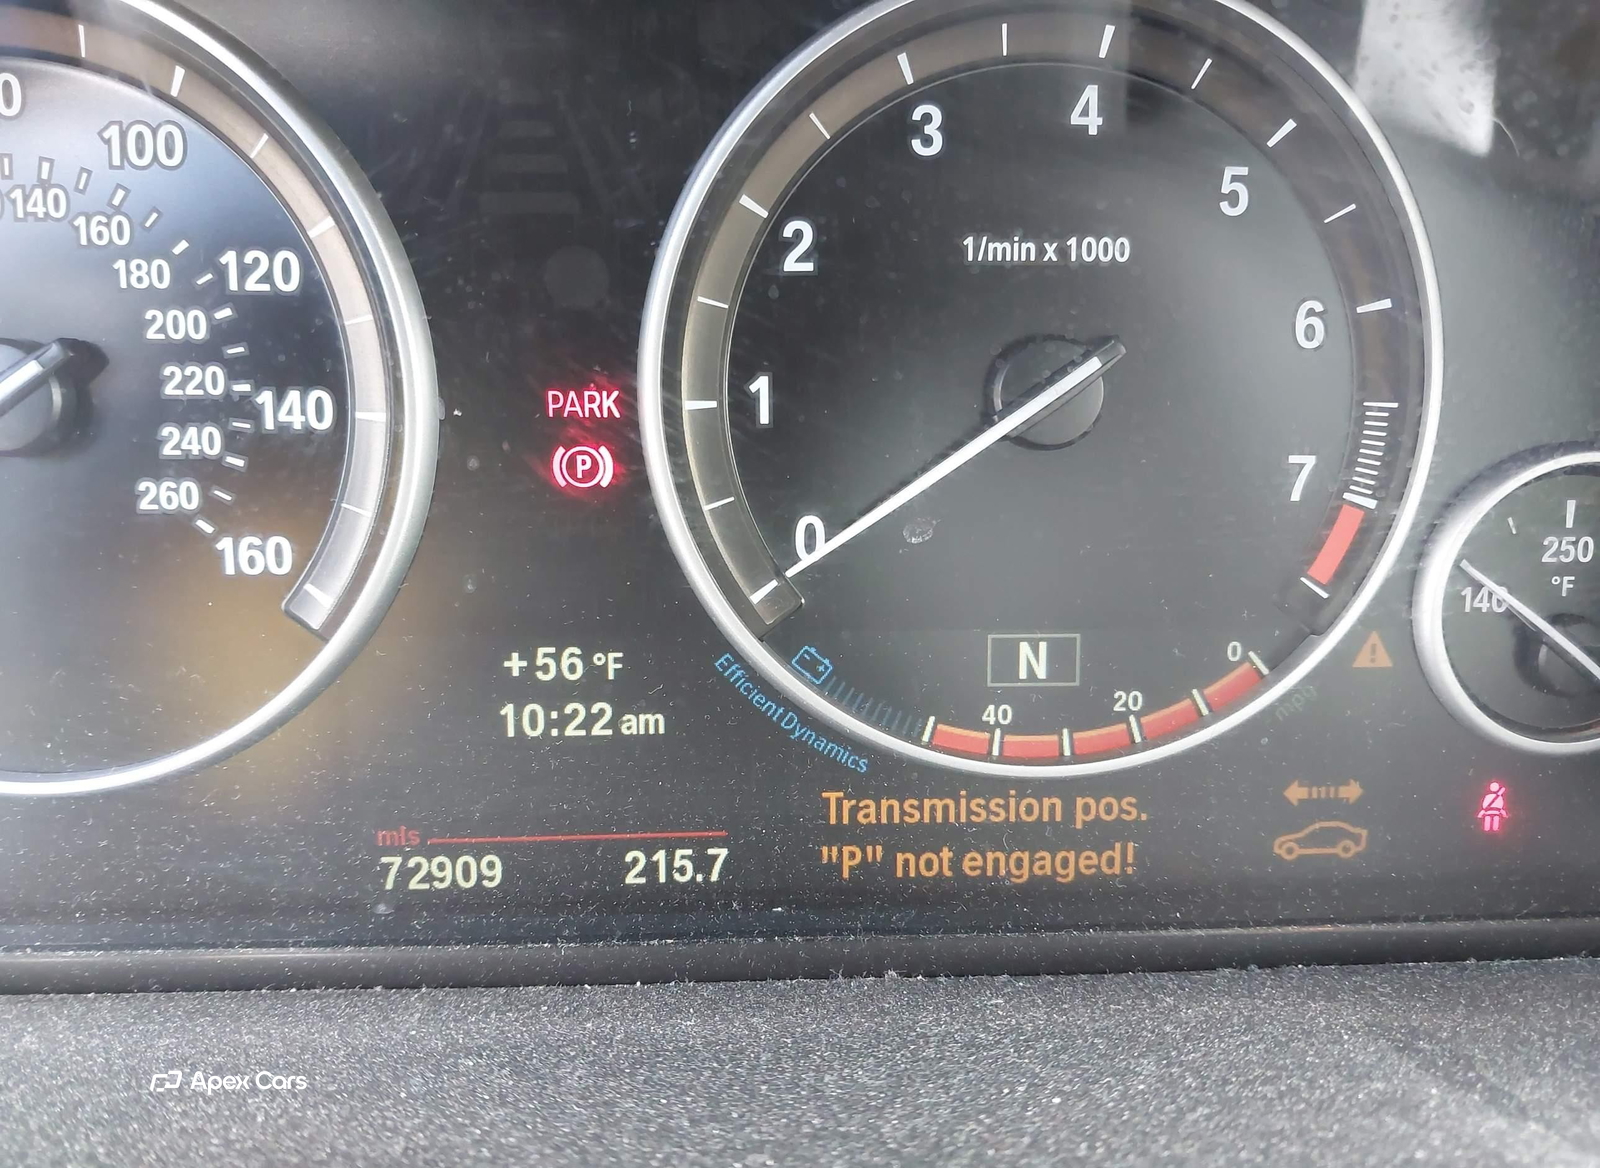 100
120
140
160
140
160
180
200
220
240
260
PARK
P
+56 °F
10:22 am
mls
72909 215.7
0
1
2
3
4
5
6
7
1/min x 1000
N
40
20
0
mpg
EfficientDynamics
Transmission pos.
"P" not engaged!
250
°F
140
Apex Cars